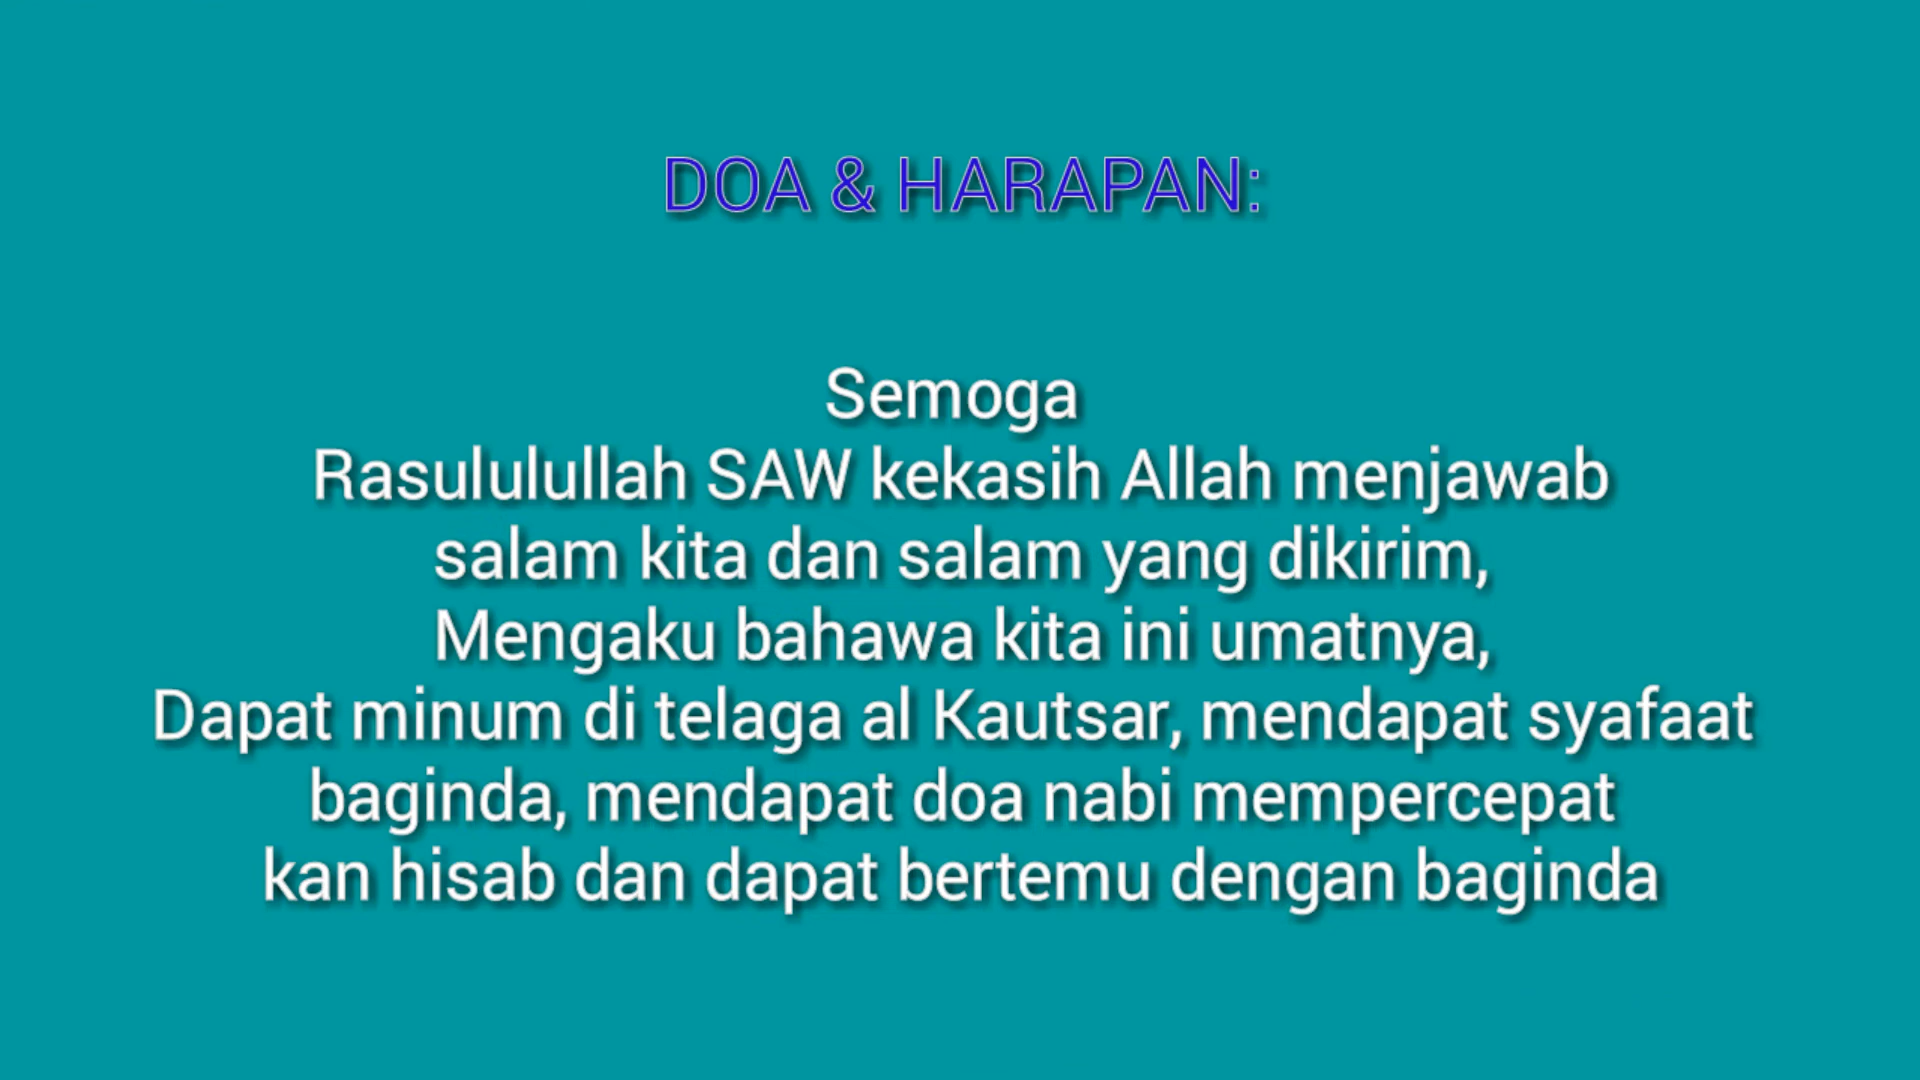 DOA & HARAPAN:
Semoga
Rasululullah SAW kekasih Allah menjawab
salam kita dan salam yang dikirim,
Mengaku bahawa kita ini umatnya,
Dapat minum di telaga al Kautsar, mendapat syafaat
baginda, mendapat doa nabi mempercepat
kan hisab dan dapat bertemu dengan baginda